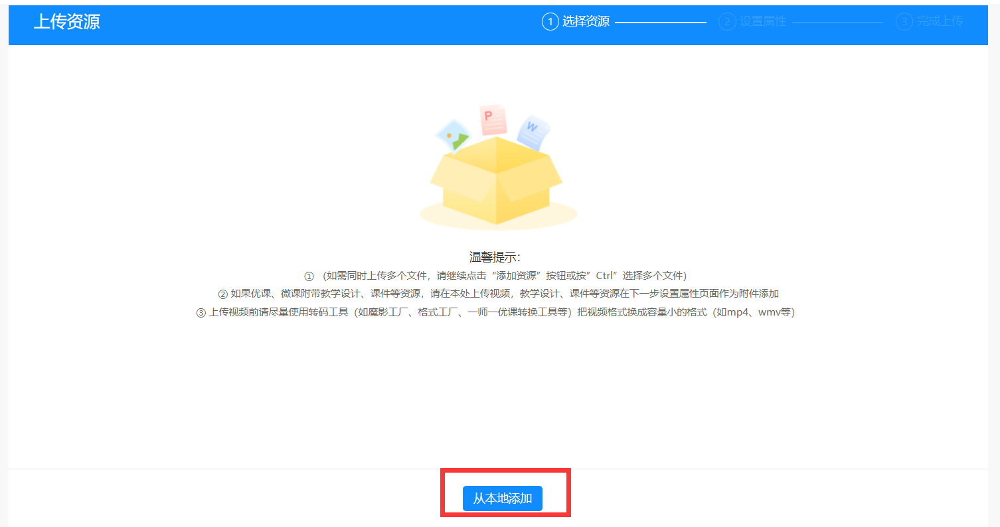 上传资源
1 选择资源 2 设置属性 3 完成上传
P
W
温馨提示：
① （如需同时上传多个文件，请继续点击“添加资源”按钮或按”Ctrl”选择多个文件）
② 如果优课、微课附带教学设计、课件等资源，请在本处上传视频，教学设计、课件等资源在下一步设置属性页面作为附件添加
③ 上传视频前请尽量使用转码工具（如魔影工厂、格式工厂、一师一优课转换工具等）把视频格式换成容量小的格式（如mp4、wmv等）
从本地添加